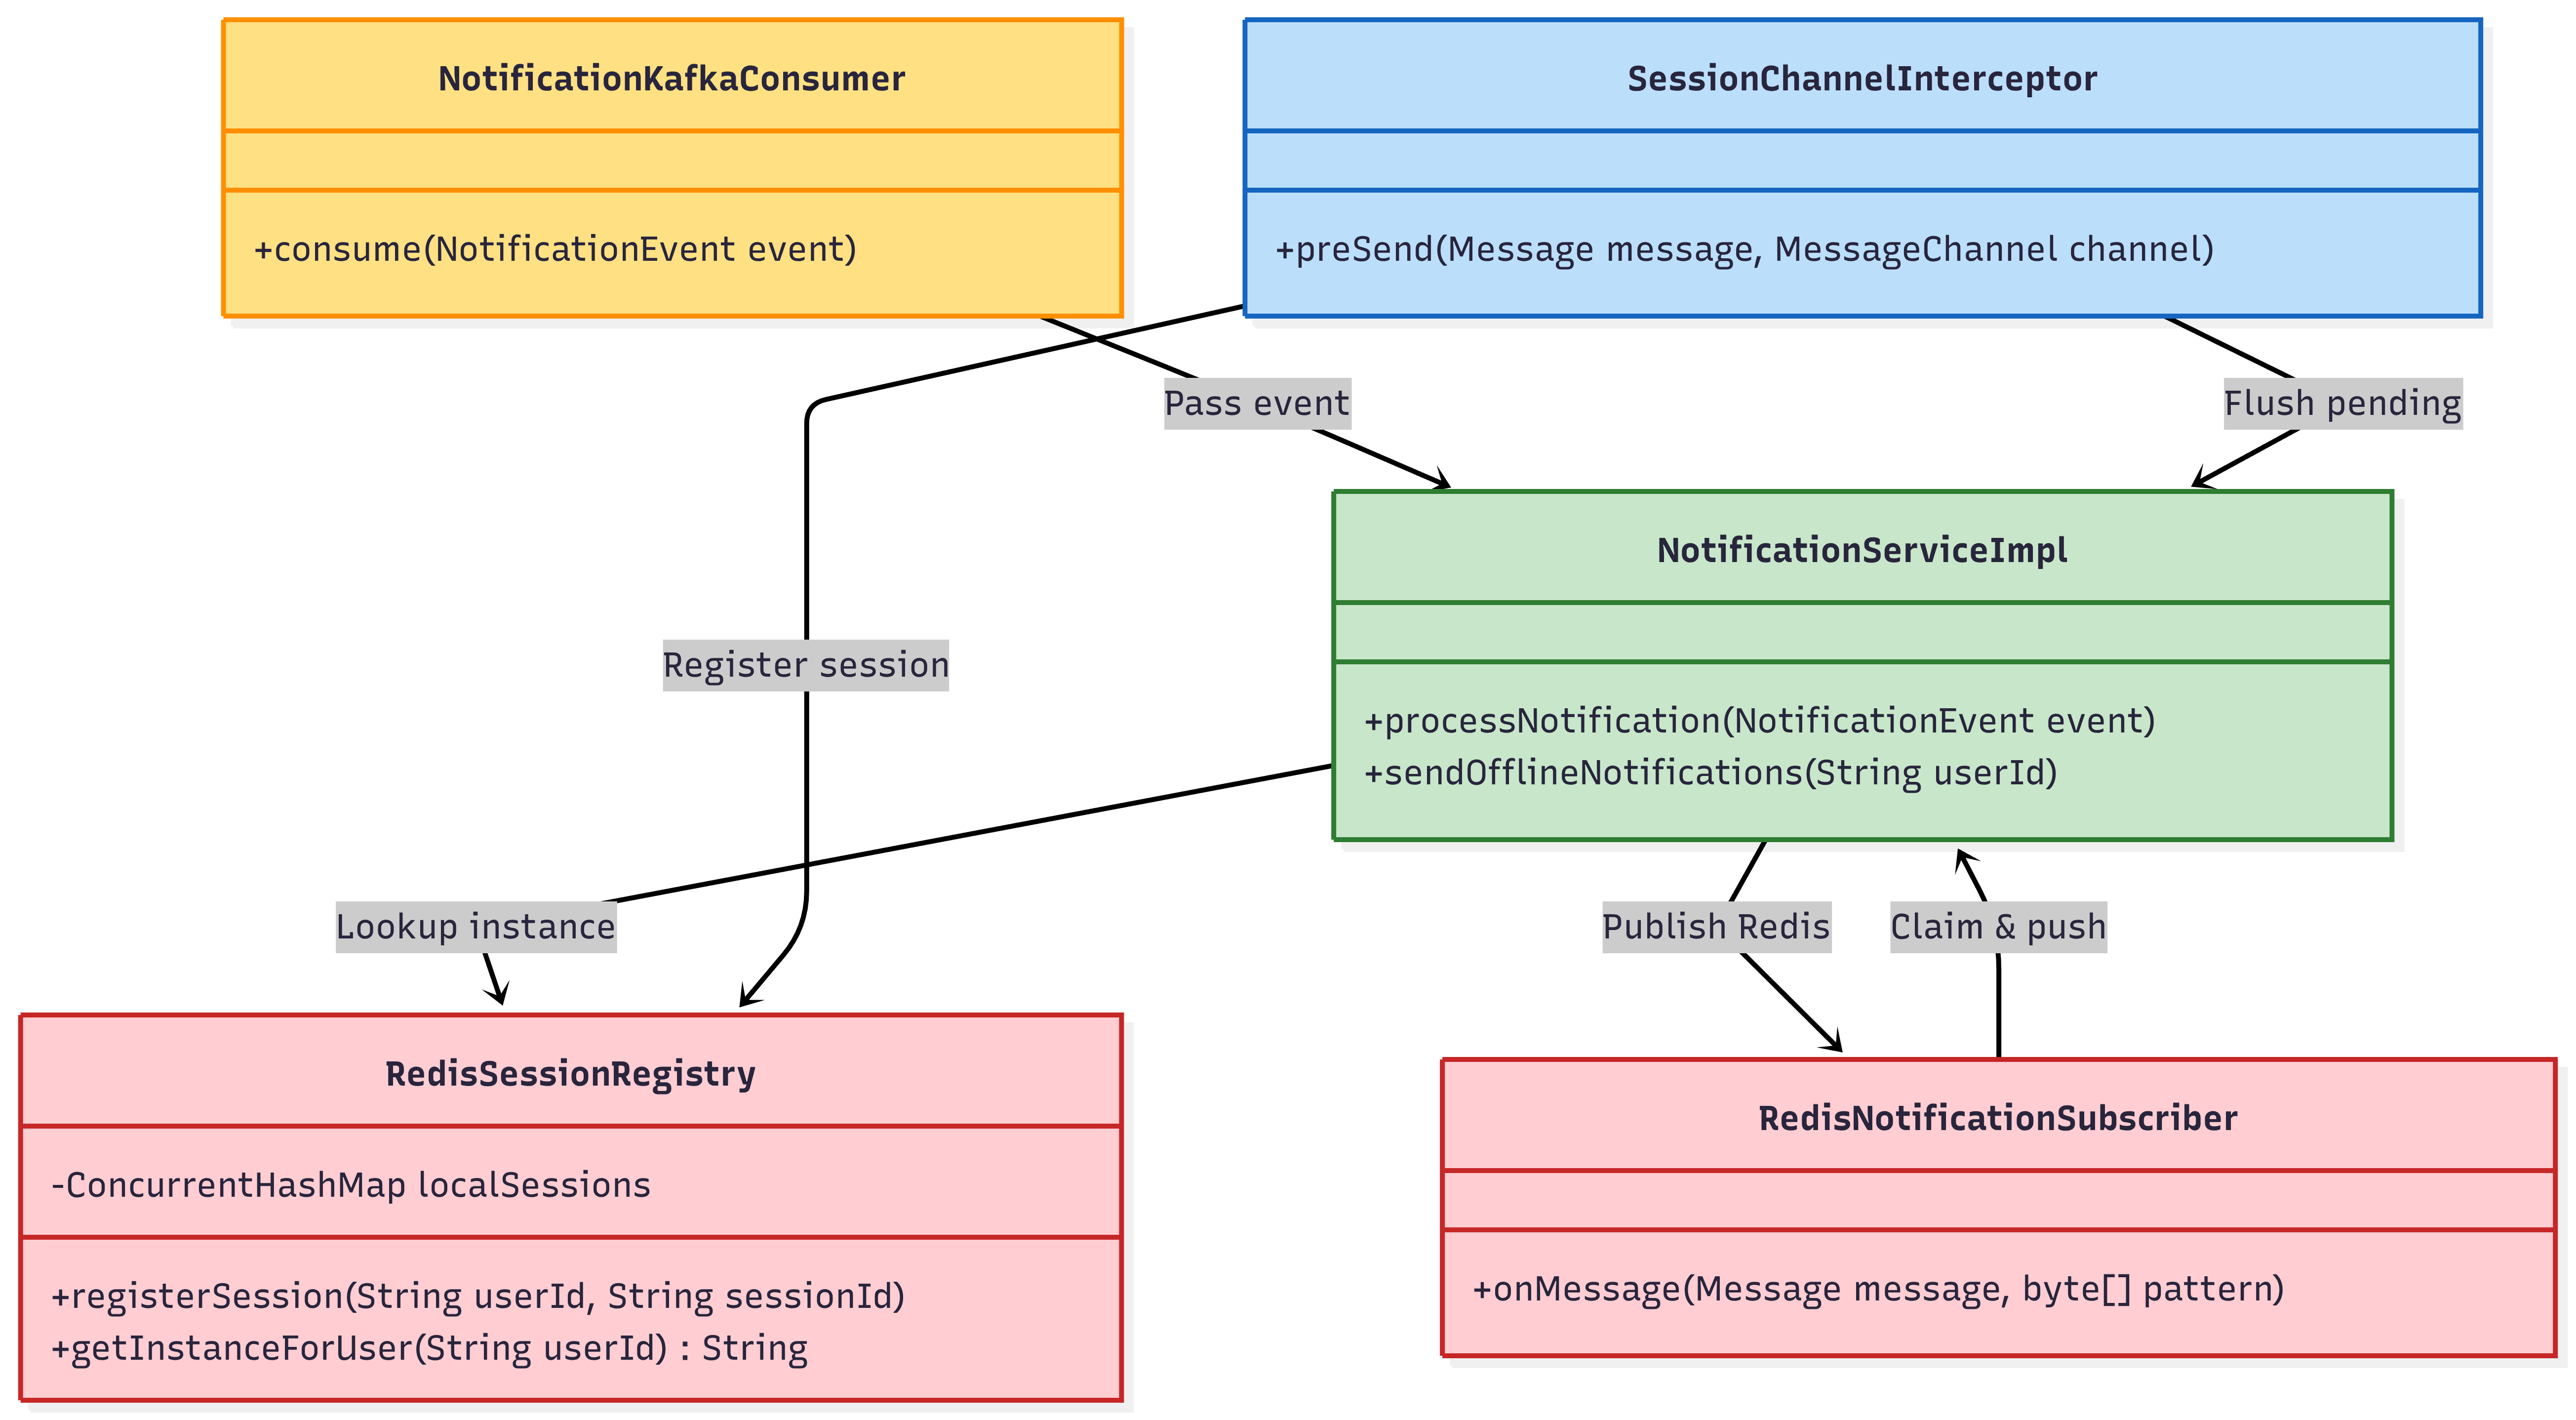 NotificationKafkaConsumer
+consume(NotificationEvent event)
SessionChannelInterceptor
+preSend(Message message, MessageChannel channel)
Pass event
Flush pending
NotificationServiceImpl
+processNotification(NotificationEvent event)
+sendOfflineNotifications(String userId)
Register session
Lookup instance
Publish Redis
Claim & push
RedisSessionRegistry
-ConcurrentHashMap localSessions
+registerSession(String userId, String sessionId)
+getInstanceForUser(String userId) : String
RedisNotificationSubscriber
+onMessage(Message message, byte[] pattern)